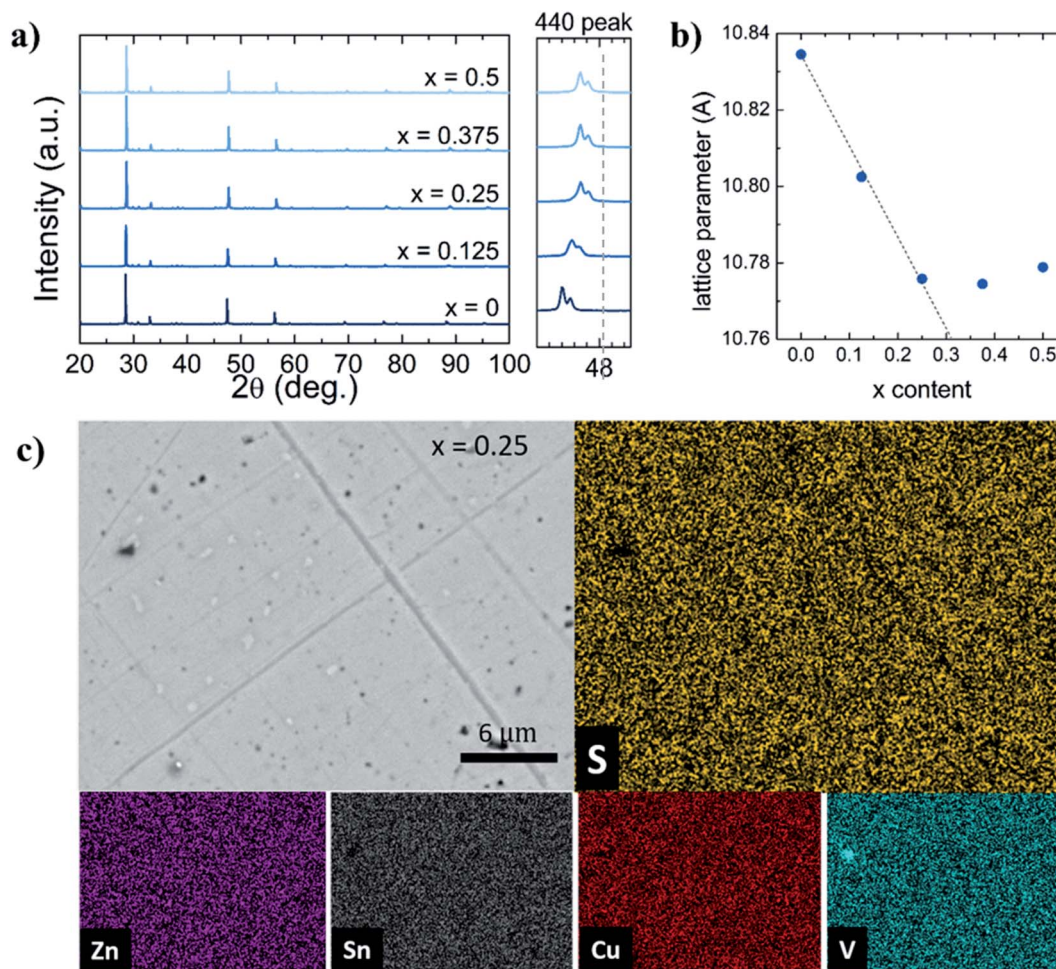 a)
440 peak
b)
Intensity (a.u.)
x = 0.5
x = 0.375
x = 0.25
x = 0.125
x = 0
20 30 40 50 60 70 80 90 100
2θ (deg.)
48
lattice parameter (A)
10.84
10.82
10.80
10.78
10.76
0.0 0.1 0.2 0.3 0.4 0.5
x content
c)
x = 0.25
6 μm
S
Zn
Sn
Cu
V